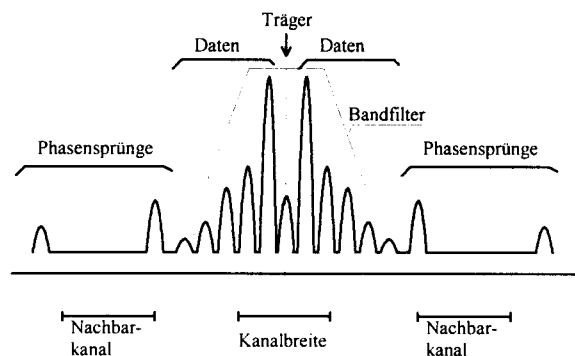 Träger
Daten
Daten
Bandfilter
Phasensprünge
Phasensprünge
Nachbar-
kanal
Kanalbreite
Nachbar-
kanal